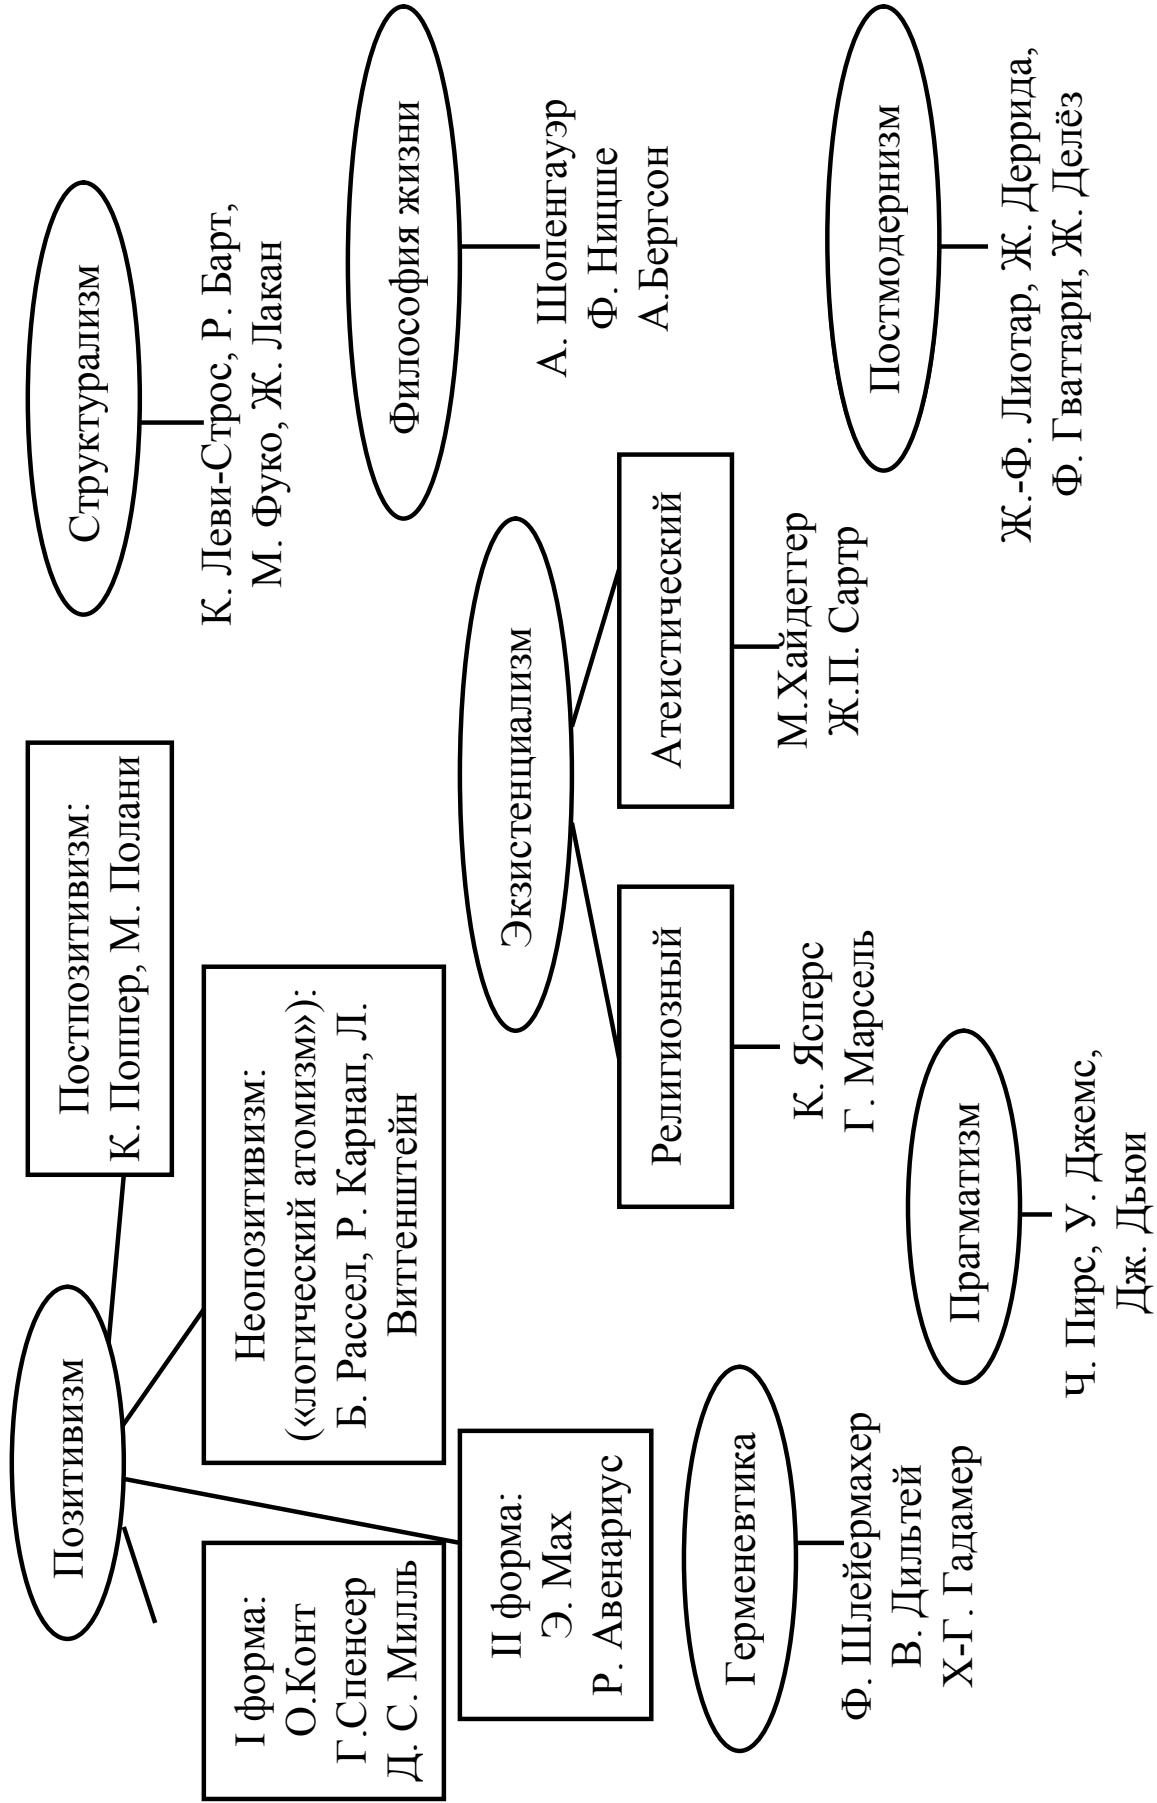 Позитивизм
Постпозитивизм:
К. Поппер, М. Полани
Структурализм
К. Леви-Строс, Р. Барт,
М. Фуко, Ж. Лакан
I форма:
О.Конт
Г.Спенсер
Д. С. Милль
Неопозитивизм:
(«логический атомизм»):
Б. Рассел, Р. Карнап, Л.
Витгенштейн
II форма:
Э. Мах
Р. Авенариус
Экзистенциализм
Философия жизни
А. Шопенгауэр
Ф. Ницше
А.Бергсон
Религиозный
К. Ясперс
Г. Марсель
Атеистический
М.Хайдеггер
Ж.П. Сартр
Герменевтика
Ф. Шлейермахер
В. Дильтей
Х-Г. Гадамер
Прагматизм
Ч. Пирс, У. Джемс,
Дж. Дьюи
Постмодернизм
Ж.-Ф. Лиотар, Ж. Деррида,
Ф. Гваттари, Ж. Делёз